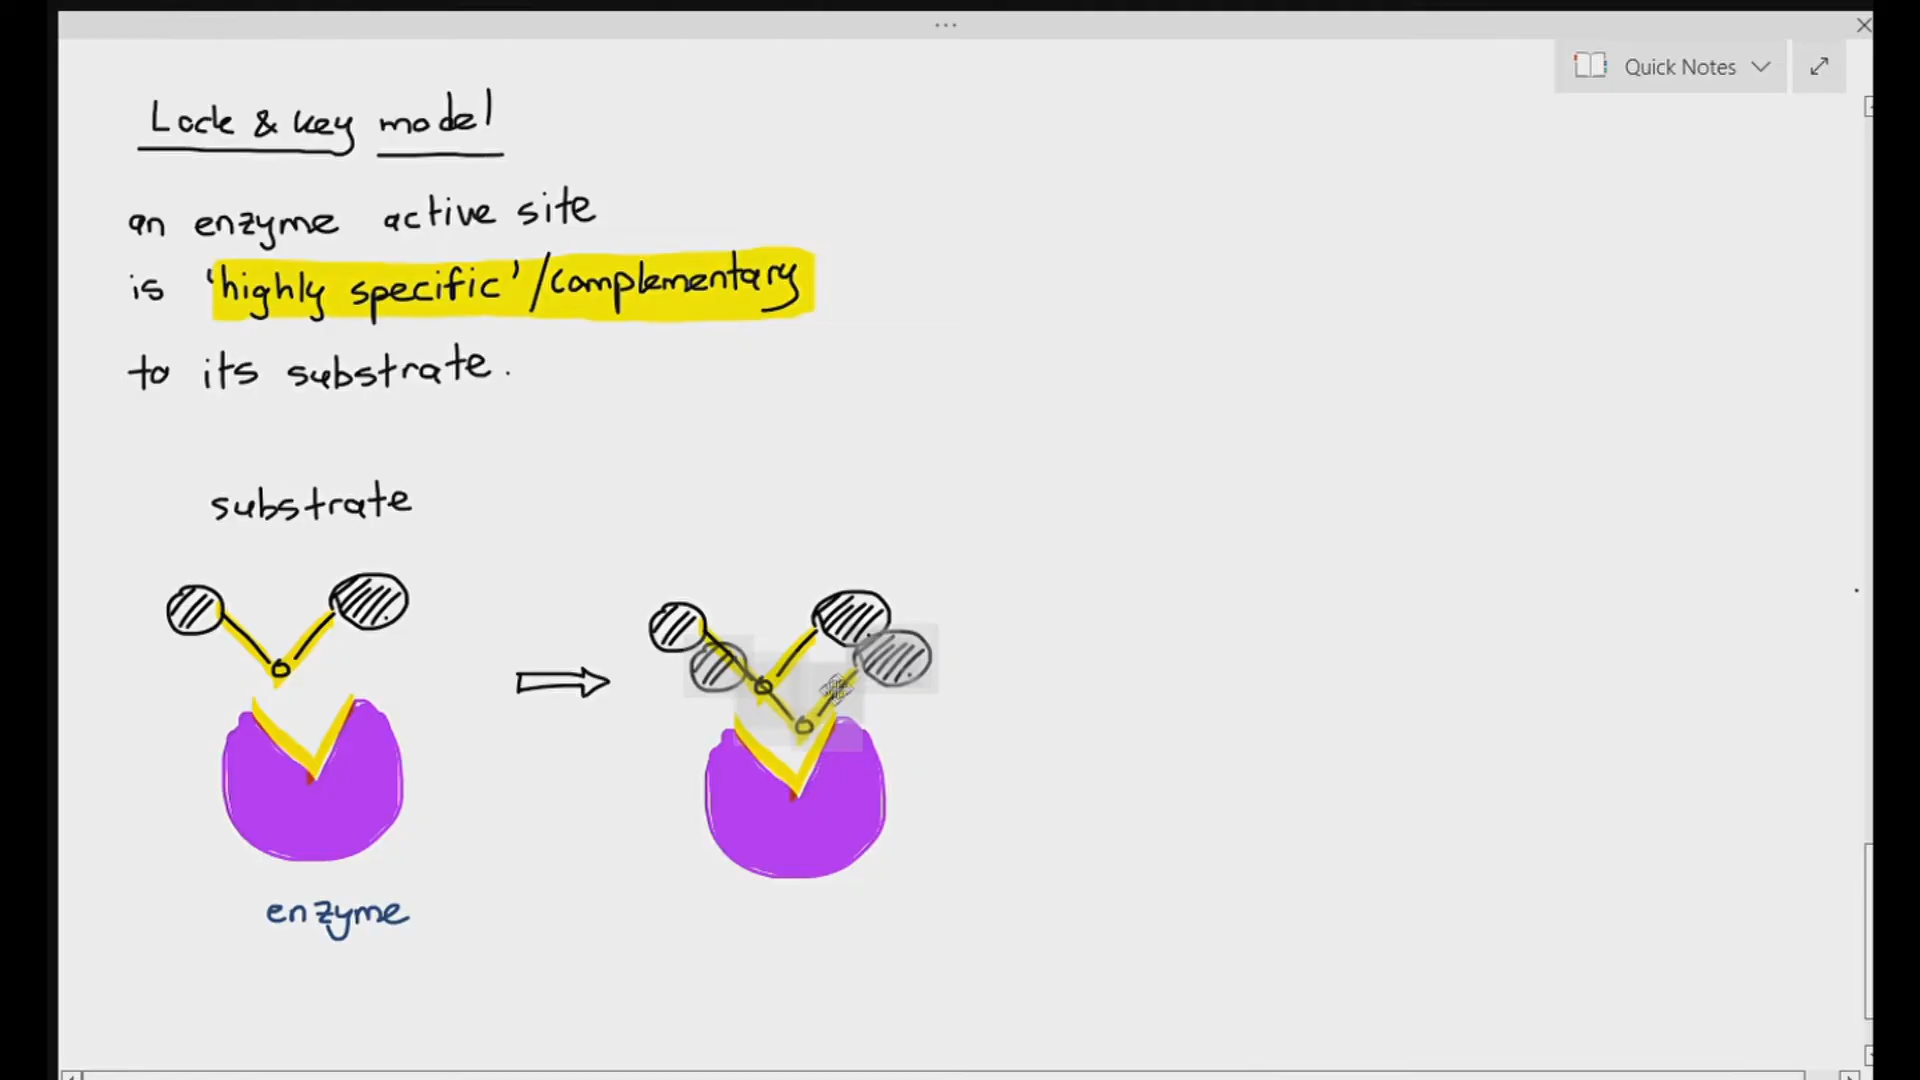 Quick Notes
Lock & key model
an enzyme active site
is 'highly specific'/complementary
to its substrate.
substrate
enzyme